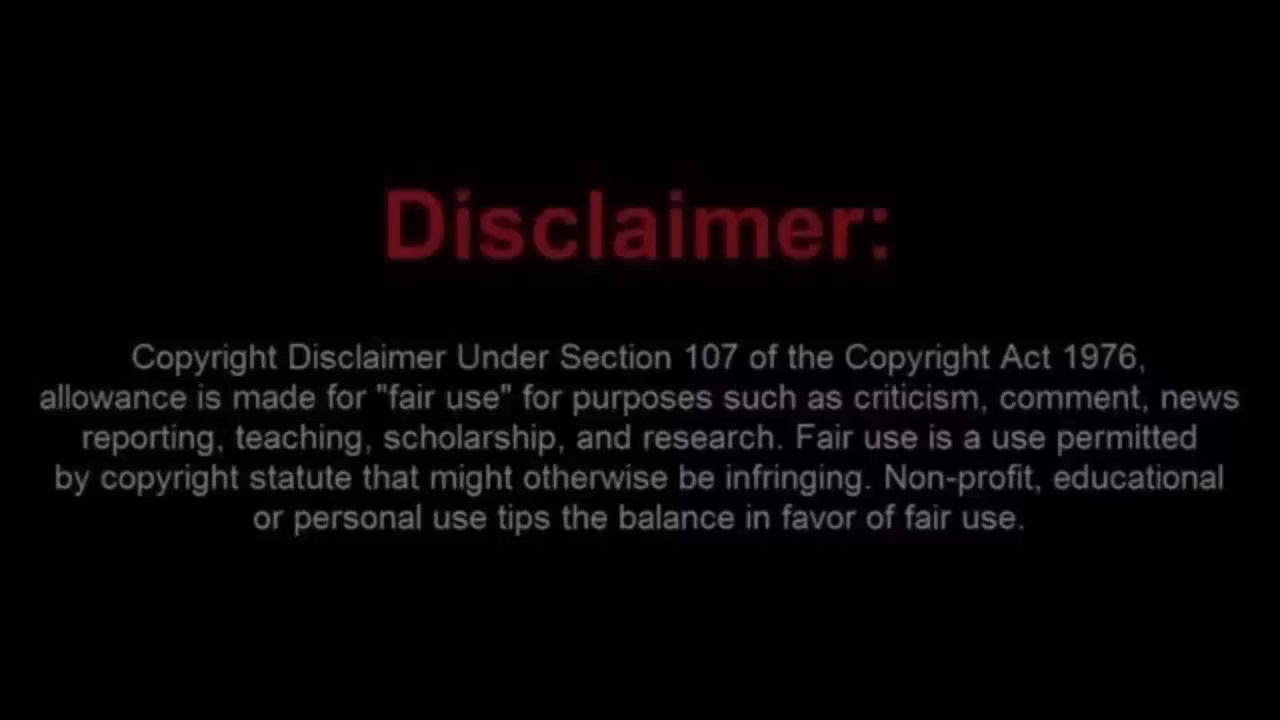 Disclaimer:
Copyright Disclaimer Under Section 107 of the Copyright Act 1976,
allowance is made for "fair use" for purposes such as criticism, comment, news
reporting, teaching, scholarship, and research. Fair use is a use permitted
by copyright statute that might otherwise be infringing. Non-profit, educational
or personal use tips the balance in favor of fair use.